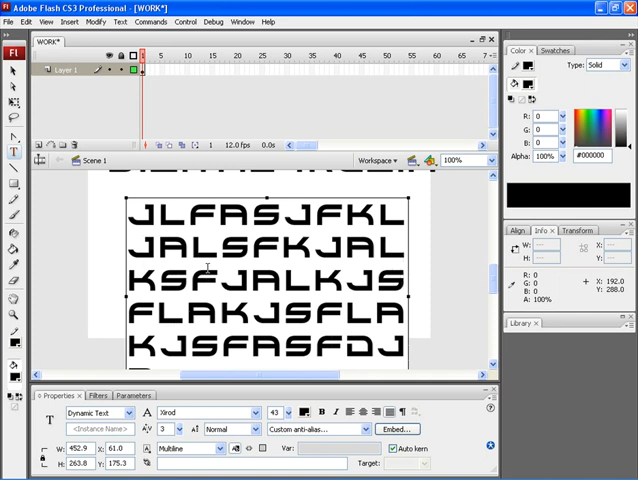 Adobe Flash CS3 Professional - [WORK*]
File Edit View Insert Modify Text Commands Control Debug Window Help
WORK*
1 5 10 15 20 25 30 35 40 45 50 55 60 65 7
Layer 1
1 12.0 fps 0.0s
Scene 1 Workspace 100%
JLFASJFKL
JALSFKJAL
KSFJALKJS
FLAKJSFLA
KJSFASFDJ
Color Swatches
Type: Solid
R: 0
G: 0
B: 0
Alpha: 100% #000000
Align Info Transform
W: ---
H: ---
R: 0
G: 0
B: 0
A: 100%
X: 192.0
Y: 288.0
Library
Properties Filters Parameters
Dynamic Text A Xirod 43 B I
<Instance Name> 3 Normal Custom anti-alias... Embed...
W: 452.9 X: 61.0 Multiline Var: Auto kern
H: 263.8 Y: 175.3 Target: